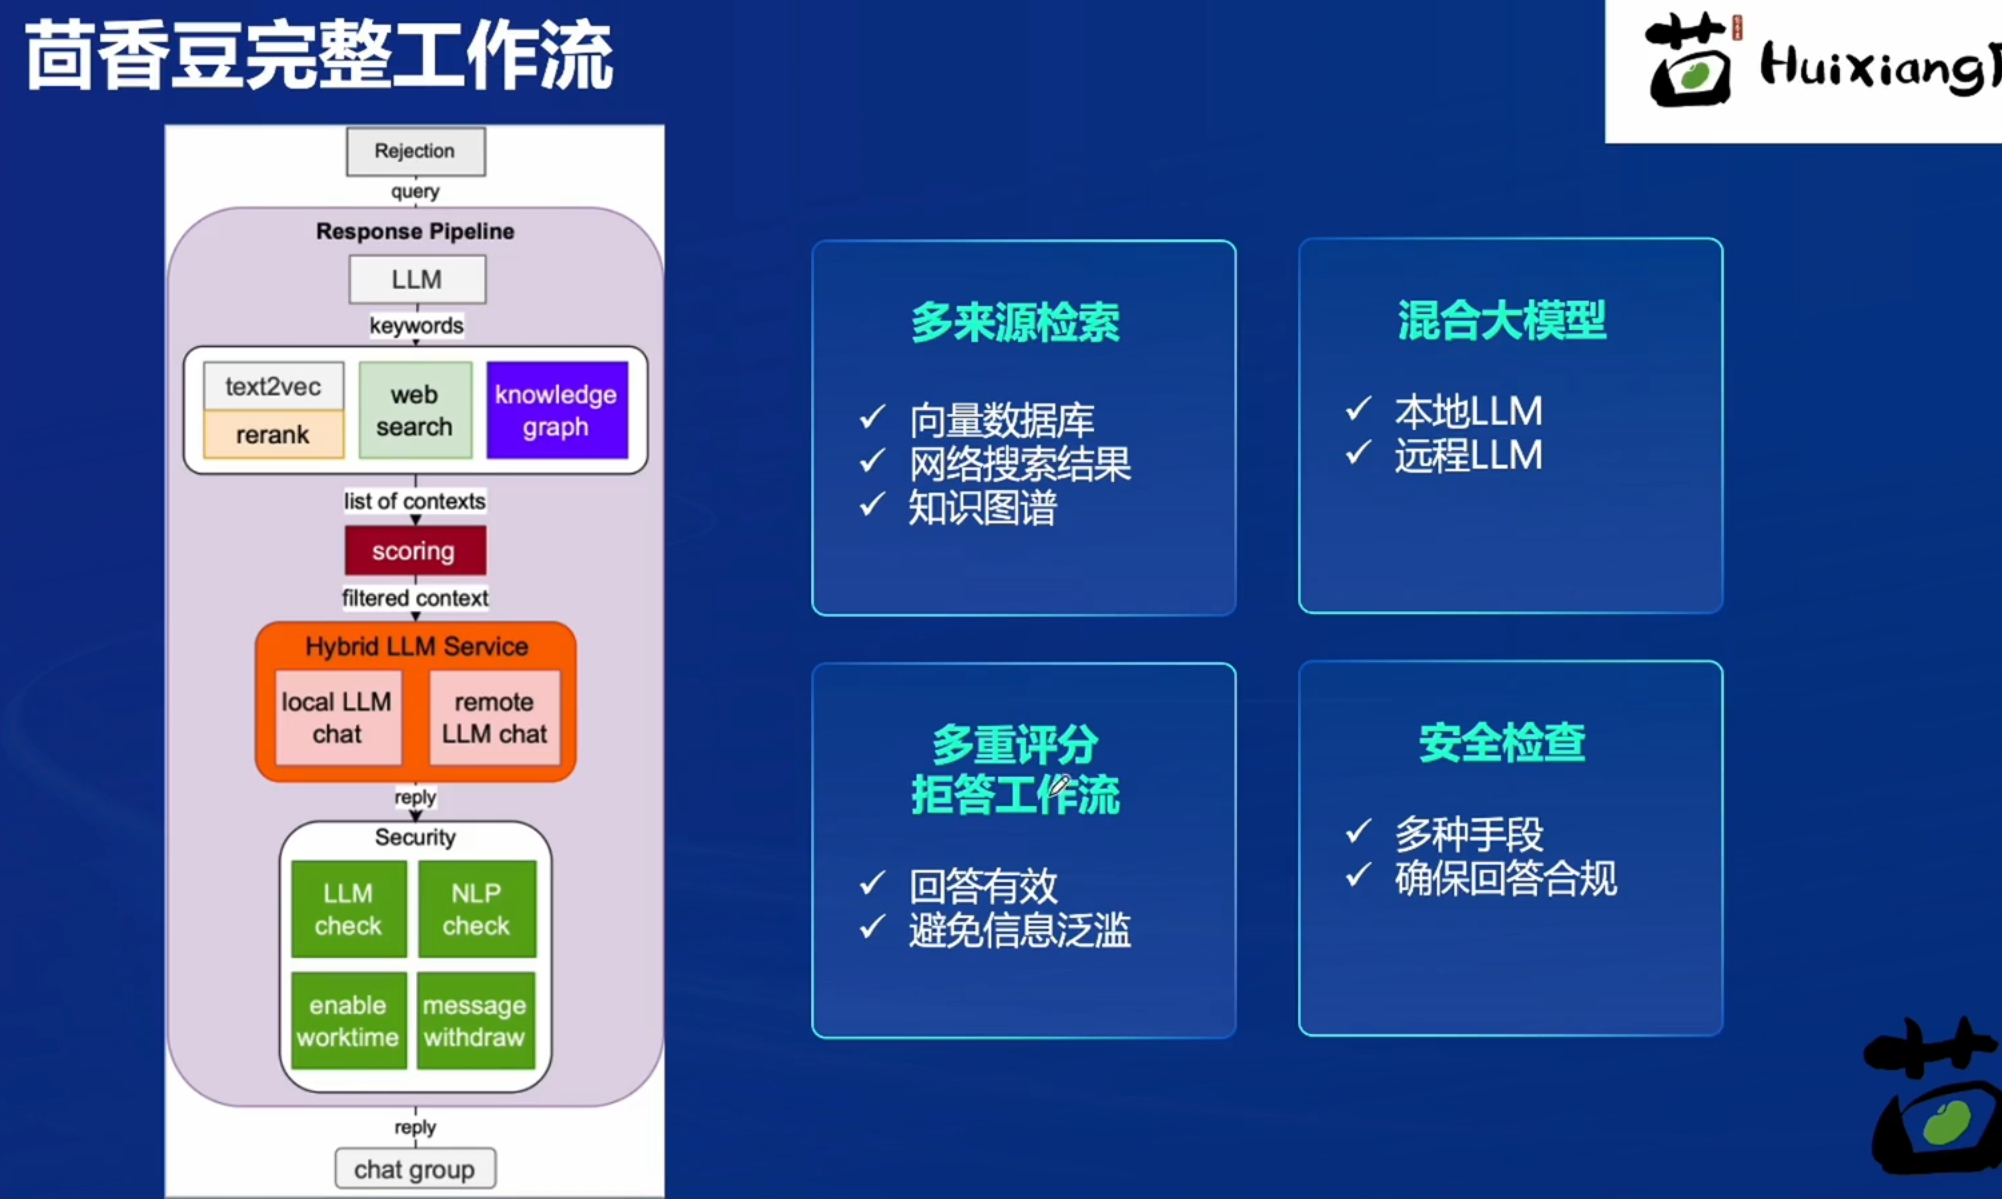 茴香豆完整工作流
茴
HuixiangD
Rejection
query
Response Pipeline
LLM
keywords
text2vec
rerank
web
search
knowledge
graph
list of contexts
scoring
filtered context
Hybrid LLM Service
local LLM
chat
remote
LLM chat
reply
Security
LLM
check
NLP
check
enable
worktime
message
withdraw
reply
chat group
多来源检索
✓ 向量数据库
✓ 网络搜索结果
✓ 知识图谱
混合大模型
✓ 本地LLM
✓ 远程LLM
多重评分
拒答工作流
✓ 回答有效
✓ 避免信息泛滥
安全检查
✓ 多种手段
✓ 确保回答合规
茴